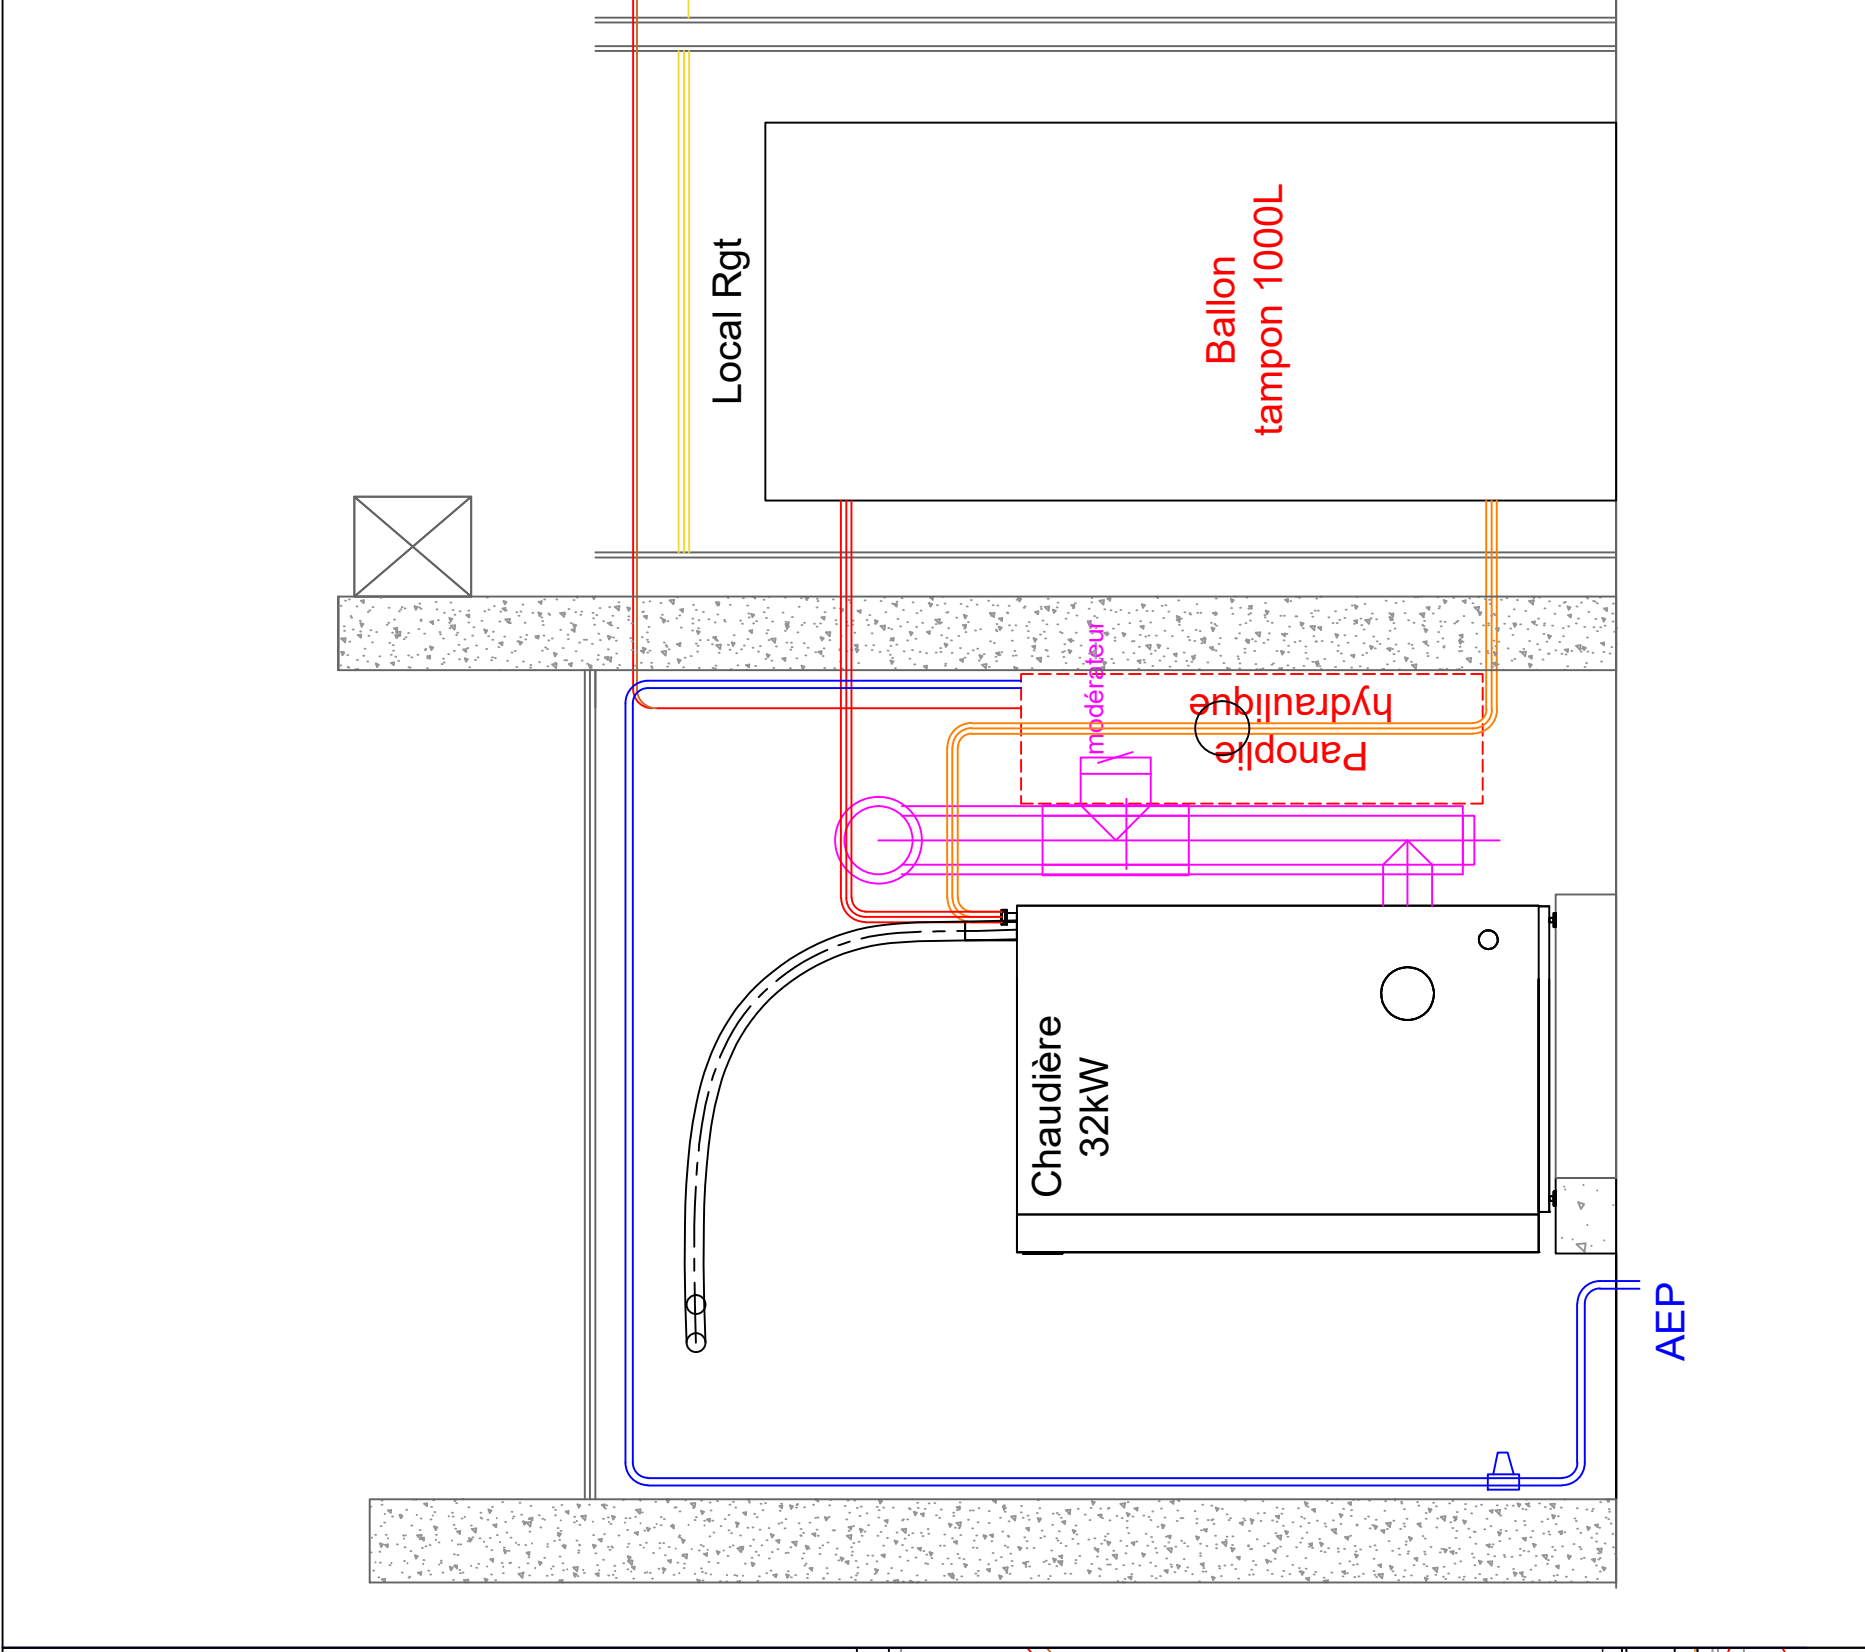 Local Rgt
Ballon
tampon 1000L
modérateur
Panoplie
hydraulique
Chaudière
32kW
AEP